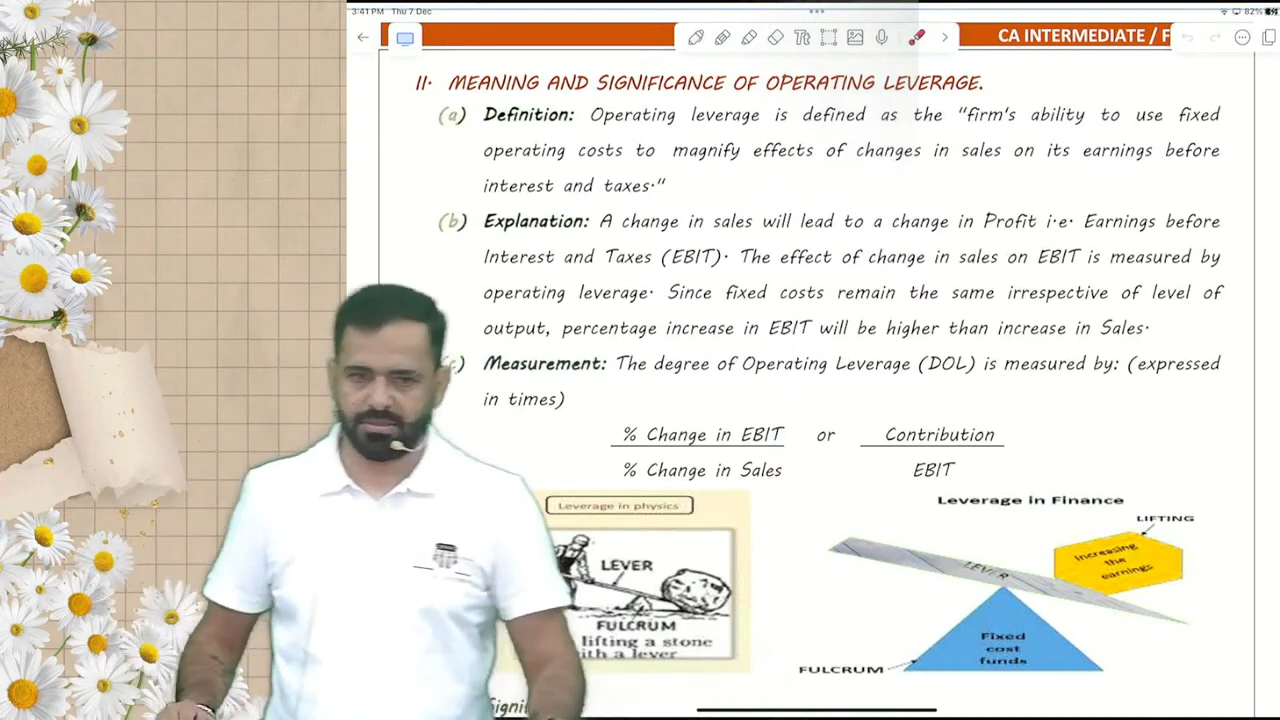 3:41 PM Thu 7 Dec
82%
CA INTERMEDIATE / F
II. MEANING AND SIGNIFICANCE OF OPERATING LEVERAGE.
(a) Definition: Operating leverage is defined as the "firm's ability to use fixed
operating costs to magnify effects of changes in sales on its earnings before
interest and taxes."
(b) Explanation: A change in sales will lead to a change in Profit i.e. Earnings before
Interest and Taxes (EBIT). The effect of change in sales on EBIT is measured by
operating leverage. Since fixed costs remain the same irrespective of level of
output, percentage increase in EBIT will be higher than increase in Sales.
(c) Measurement: The degree of Operating Leverage (DOL) is measured by: (expressed
in times)
% Change in EBIT or Contribution
% Change in Sales EBIT
Leverage in physics
LEVER
FULCRUM
lifting a stone
with a lever
Leverage in Finance
LIFTING
Increasing
the
earnings
LEVER
Fixed
cost
funds
FULCRUM